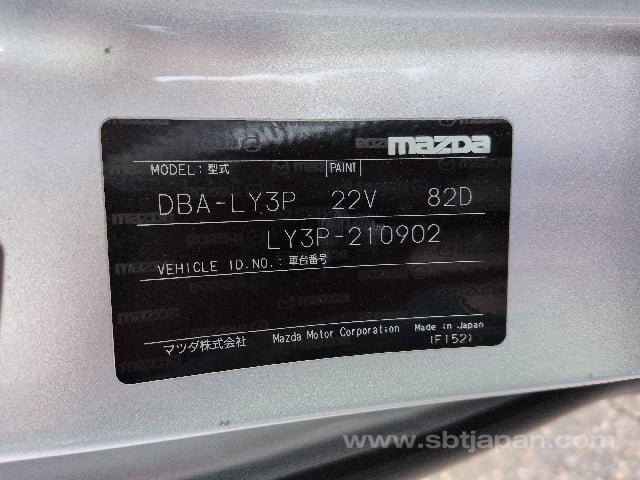 mazda
MODEL: 型式 PAINT
DBA-LY3P 22V 82D
LY3P-210902
VEHICLE ID.NO.: 車台番号
マツダ株式会社 Mazda Motor Corporation Made in Japan
1F1521
www.sbtjapan.com